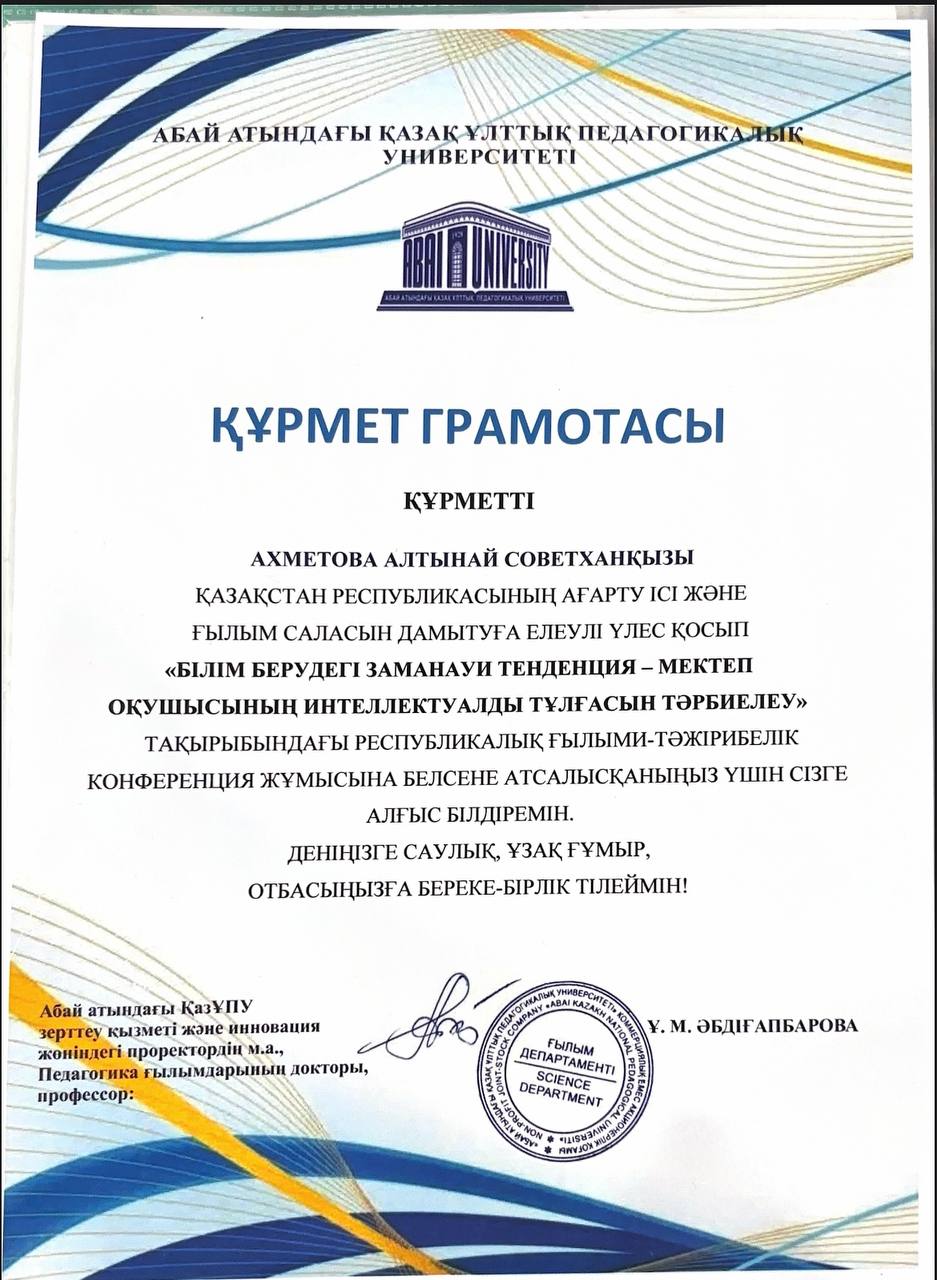 АБАЙ АТЫНДАҒЫ ҚАЗАҚ ҰЛТТЫҚ ПЕДАГОГИКАЛЫҚ
УНИВЕРСИТЕТІ
ABAI UNIVERSITY
1928
АБАЙ АТЫНДАҒЫ ҚАЗАҚ ҰЛТТЫҚ ПЕДАГОГИКАЛЫҚ УНИВЕРСИТЕТІ
ҚҰРМЕТ ГРАМОТАСЫ
ҚҰРМЕТТІ
АХМЕТОВА АЛТЫНАЙ СОВЕТХАНҚЫЗЫ
ҚАЗАҚСТАН РЕСПУБЛИКАСЫНЫҢ АҒАРТУ ІСІ ЖӘНЕ
ҒЫЛЫМ САЛАСЫН ДАМЫТУҒА ЕЛЕУЛІ ҮЛЕС ҚОСЫП
«БІЛІМ БЕРУДЕГІ ЗАМАНАУИ ТЕНДЕНЦИЯ – МЕКТЕП
ОҚУШЫСЫНЫҢ ИНТЕЛЛЕКТУАЛДЫ ТҰЛҒАСЫН ТӘРБИЕЛЕУ»
ТАҚЫРЫБЫНДАҒЫ РЕСПУБЛИКАЛЫҚ ҒЫЛЫМИ-ТӘЖІРИБЕЛІК
КОНФЕРЕНЦИЯ ЖҰМЫСЫНА БЕЛСЕНЕ АТСАЛЫСҚАНЫҢЫЗ ҮШІН СІЗГЕ
АЛҒЫС БІЛДІРЕМІН.
ДЕНІҢІЗГЕ САУЛЫҚ, ҰЗАҚ ҒҰМЫР,
ОТБАСЫҢЫЗҒА БЕРЕКЕ-БІРЛІК ТІЛЕЙМІН!
Абай атындағы ҚазҰПУ
зерттеу қызметі және инновация
жөніндегі проректордің м.а.,
Педагогика ғылымдарының докторы,
профессор:
Ұ. М. ӘБДІҒАПБАРОВА
«АБАЙ АТЫНДАҒЫ ҚАЗАҚ ҰЛТТЫҚ ПЕДАГОГИКАЛЫҚ УНИВЕРСИТЕТІ» КОММЕРЦИЯЛЫҚ ЕМЕС АКЦИОНЕРЛІК ҚОҒАМЫ
NON-PROFIT JOINT-STOCK COMPANY «ABAI KAZAKH NATIONAL PEDAGOGICAL UNIVERSITI»
ҒЫЛЫМ
ДЕПАРТАМЕНТІ
SCIENCE
DEPARTMENT